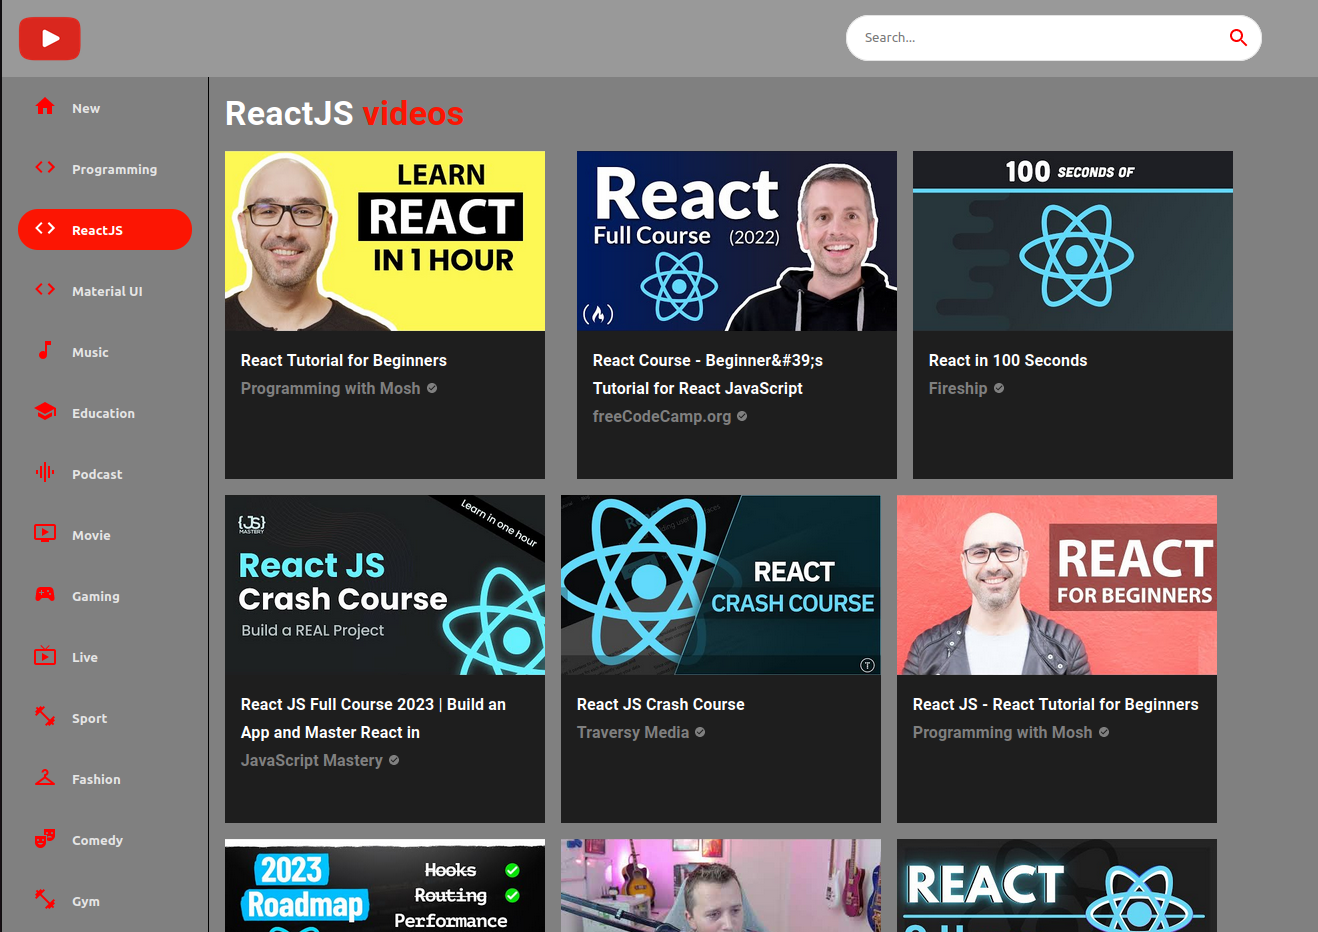 Search...
New
Programming
ReactJS
Material UI
Music
Education
Podcast
Movie
Gaming
Live
Sport
Fashion
Comedy
Gym
ReactJS videos
LEARN
REACT
IN 1 HOUR
React Tutorial for Beginners
Programming with Mosh
React
Full Course (2022)
React Course - Beginner&#39;s
Tutorial for React JavaScript
freeCodeCamp.org
100 SECONDS OF
React in 100 Seconds
Fireship
{JS}
MASTERY
Learn in one hour
React JS
Crash Course
Build a REAL Project
React JS Full Course 2023 | Build an
App and Master React in
JavaScript Mastery
REACT
CRASH COURSE
T
React JS Crash Course
Traversy Media
REACT
FOR BEGINNERS
React JS - React Tutorial for Beginners
Programming with Mosh
2023
Roadmap
Hooks
Routing
Performance
REACT